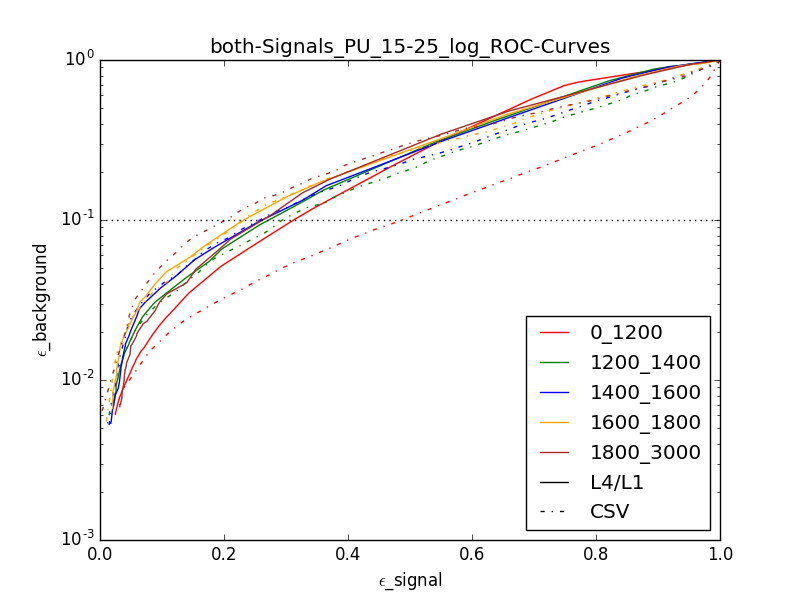 both-Signals_PU_15-25_log_ROC-Curves
10^0
10^-1
10^-2
10^-3
ϵ_background
0.0 0.2 0.4 0.6 0.8 1.0
ϵ_signal
0_1200
1200_1400
1400_1600
1600_1800
1800_3000
L4/L1
CSV